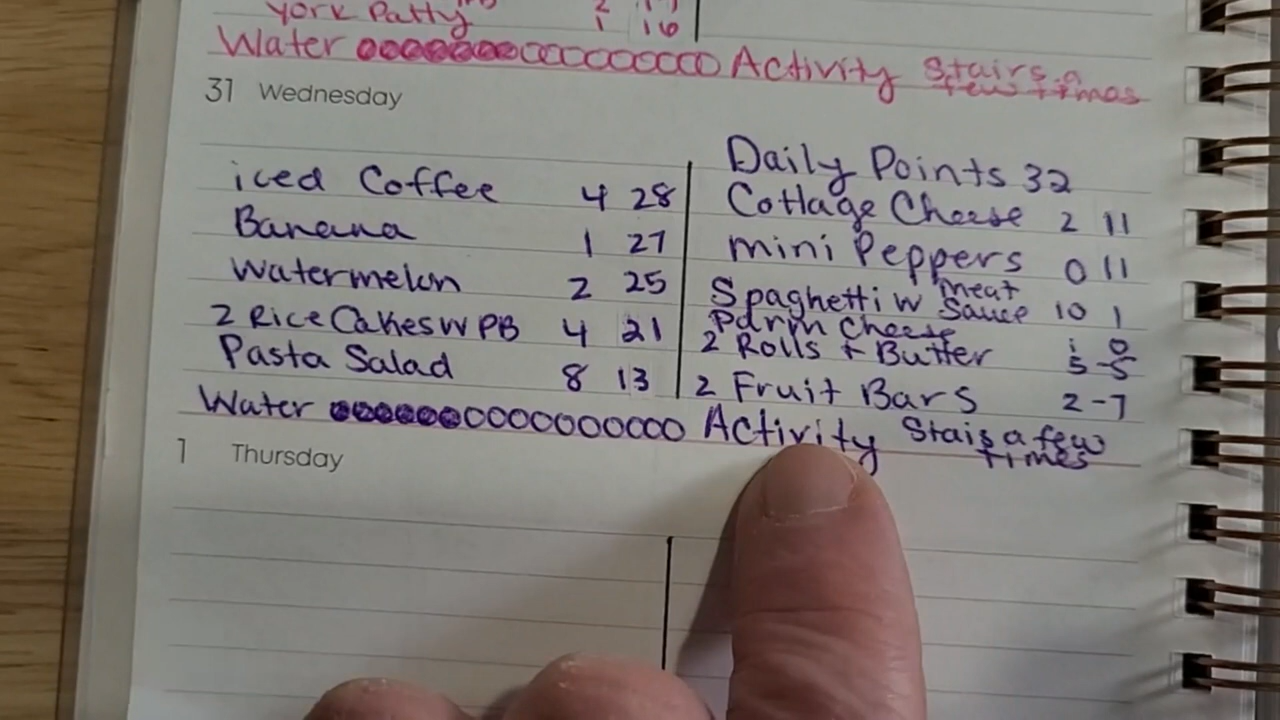 York Patty 1 16
Water Activity Stairs a
few times
31 Wednesday
iced Coffee 4 28
Banana 1 27
Watermelon 2 25
2 Rice Cakes w PB 4 21
Pasta Salad 8 13
Daily Points 32
Cottage Cheese 2 11
mini Peppers 0 11
Spaghetti w meat
Sauce 10 1
Parm Cheese 1 0
2 Rolls + Butter 5 -5
2 Fruit Bars 2 -7
Water Activity Stais a few
times
1 Thursday